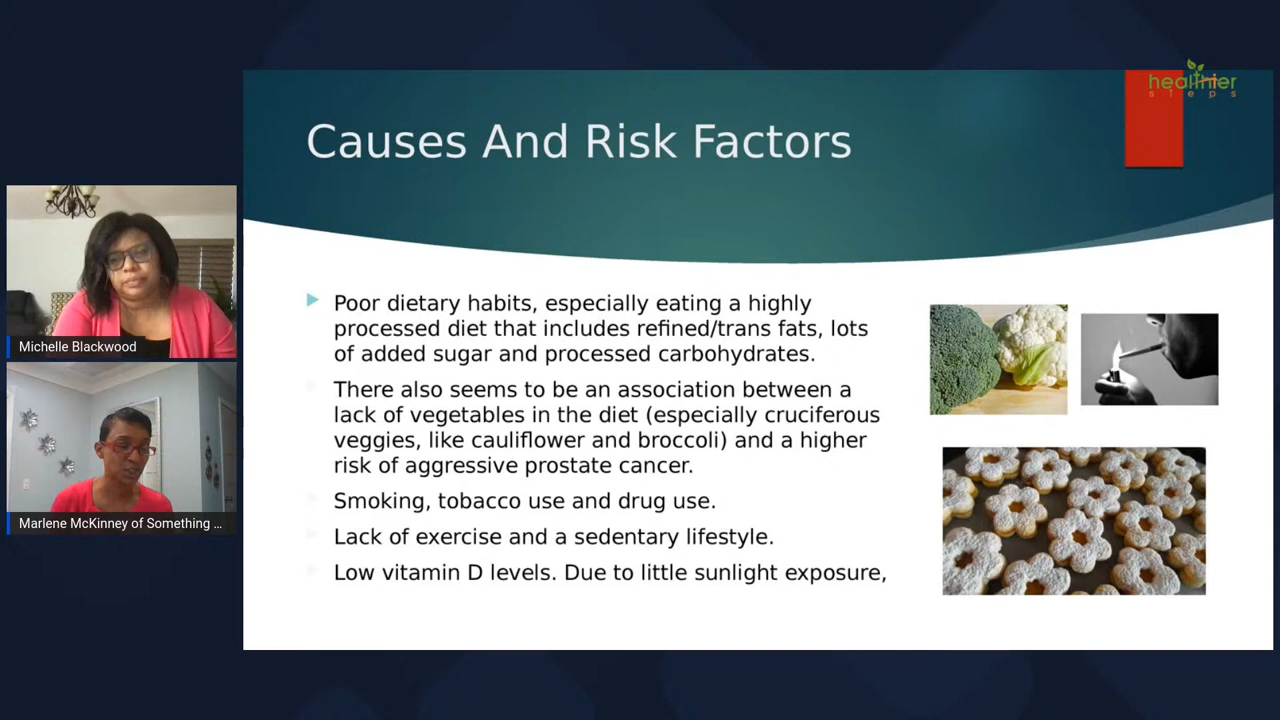 healthier
steps
Causes And Risk Factors
Michelle Blackwood
Marlene McKinney of Something …
Poor dietary habits, especially eating a highly
processed diet that includes refined/trans fats, lots
of added sugar and processed carbohydrates.
There also seems to be an association between a
lack of vegetables in the diet (especially cruciferous
veggies, like cauliflower and broccoli) and a higher
risk of aggressive prostate cancer.
Smoking, tobacco use and drug use.
Lack of exercise and a sedentary lifestyle.
Low vitamin D levels. Due to little sunlight exposure,